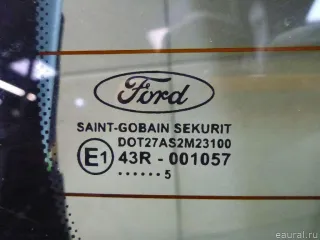 Ford
SAINT-GOBAIN SEKURIT
DOT27AS2M23100
E1 43R - 001057
...... 5
eaural.ru